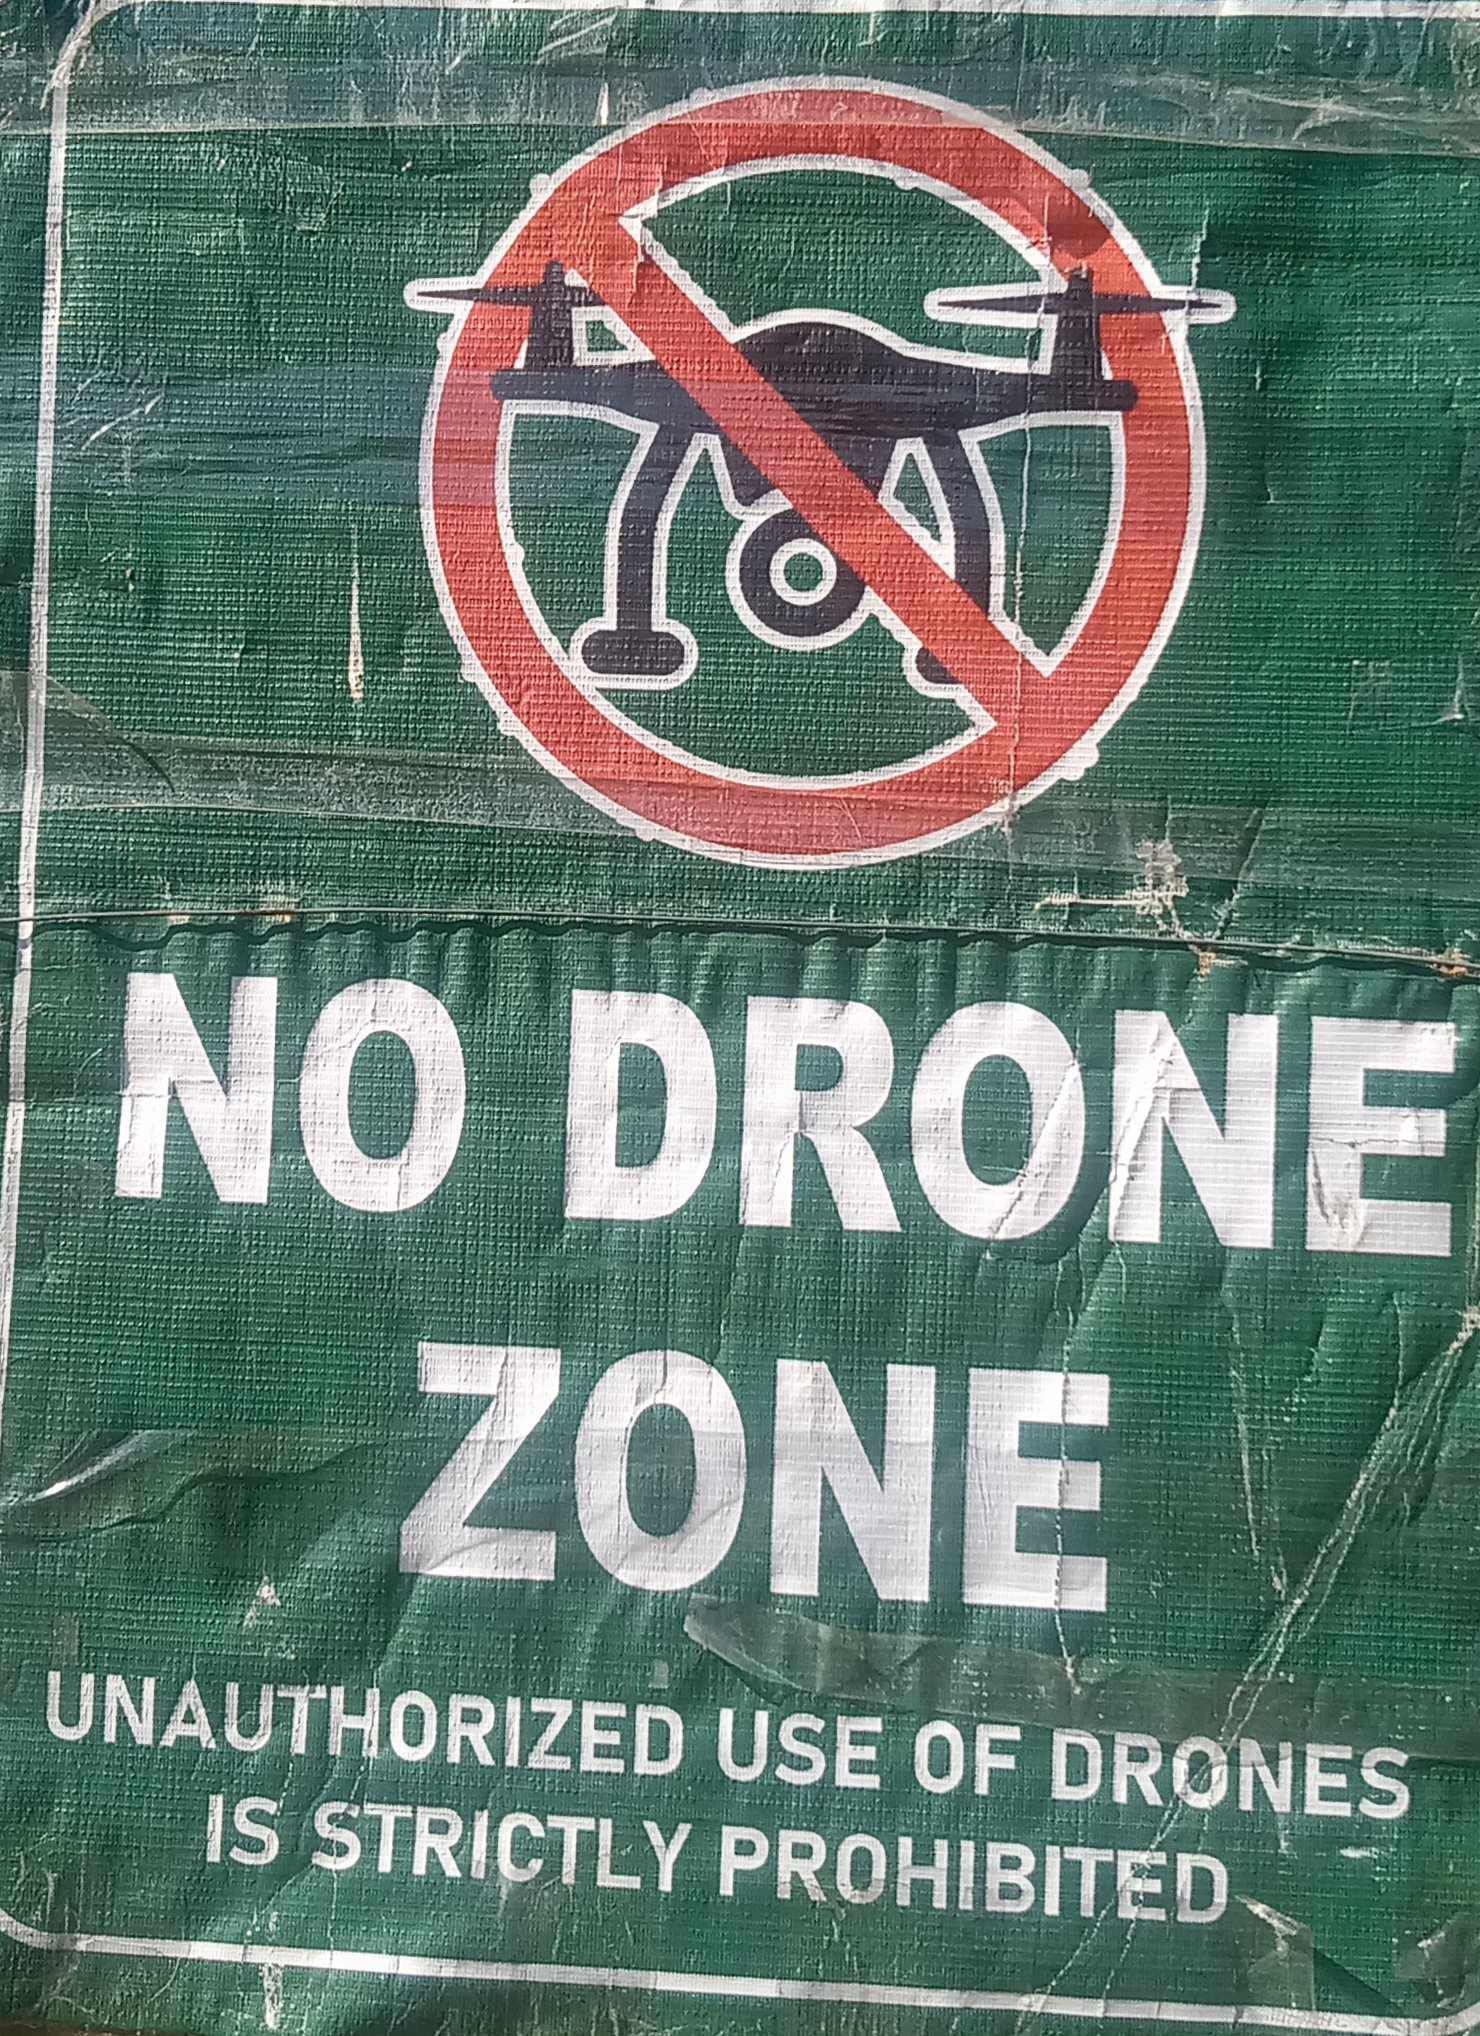 NO DRONE
ZONE
UNAUTHORIZED USE OF DRONES
IS STRICTLY PROHIBITED